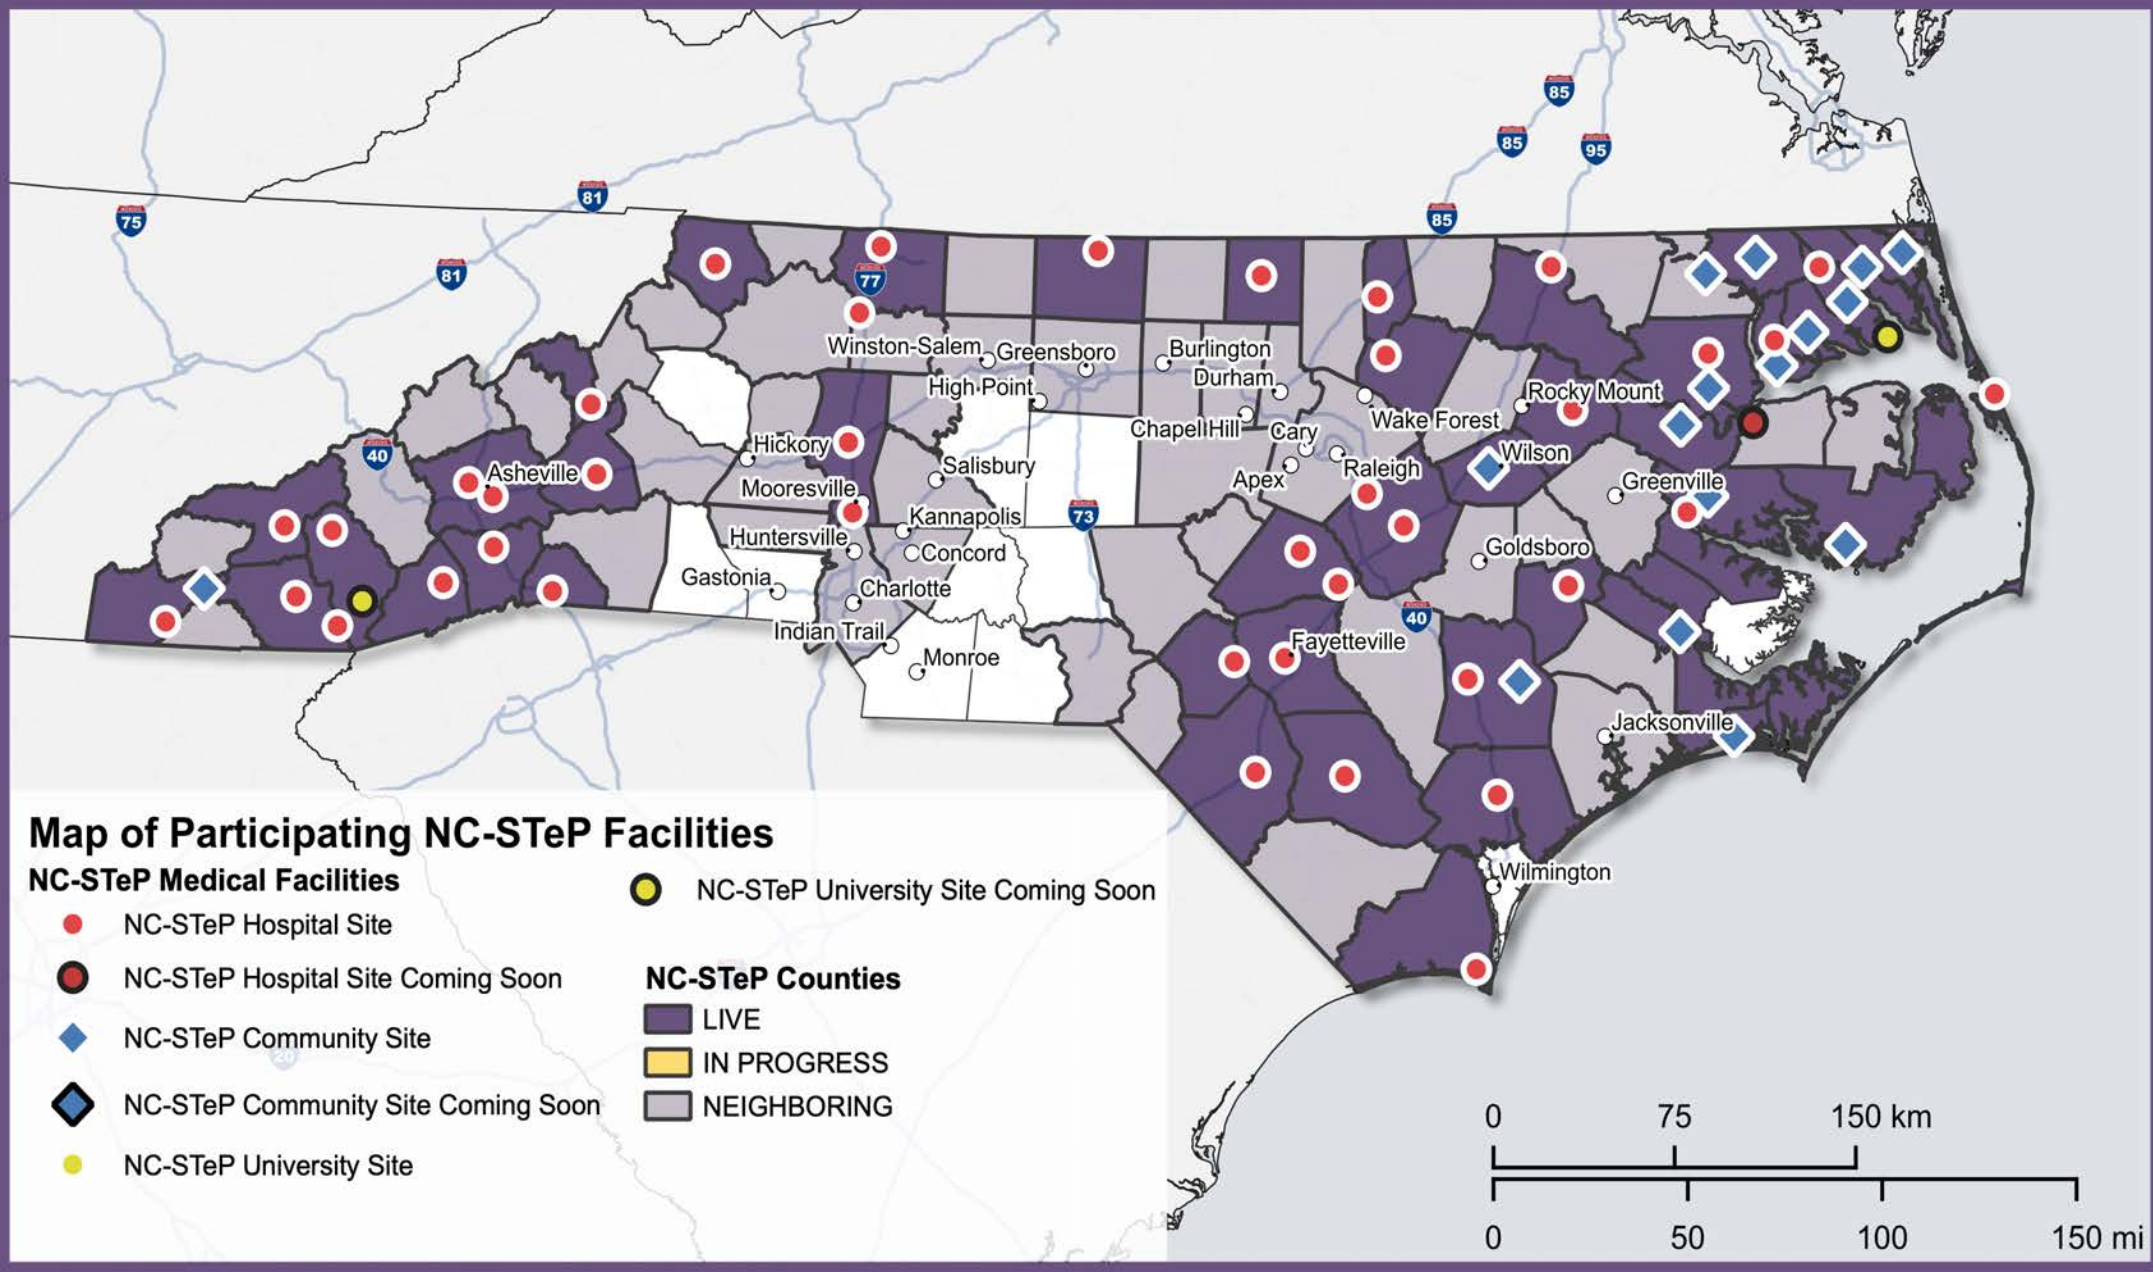 85
85
95
81
75
85
81
77
Winston-Salem
Greensboro
Burlington
High Point
Durham
Rocky Mount
Wake Forest
Chapel Hill
Cary
Hickory
40
Asheville
Salisbury
Raleigh
Wilson
Apex
Greenville
Mooresville
73
Kannapolis
Huntersville
Concord
Goldsboro
Gastonia
Charlotte
40
Indian Trail
Fayetteville
Monroe
Jacksonville
Wilmington
Map of Participating NC-STeP Facilities
NC-STeP Medical Facilities
NC-STeP Hospital Site
NC-STeP Hospital Site Coming Soon
NC-STeP Community Site
NC-STeP Community Site Coming Soon
NC-STeP University Site
NC-STeP University Site Coming Soon
NC-STeP Counties
LIVE
IN PROGRESS
NEIGHBORING
20
0 75 150 km
0 50 100 150 mi